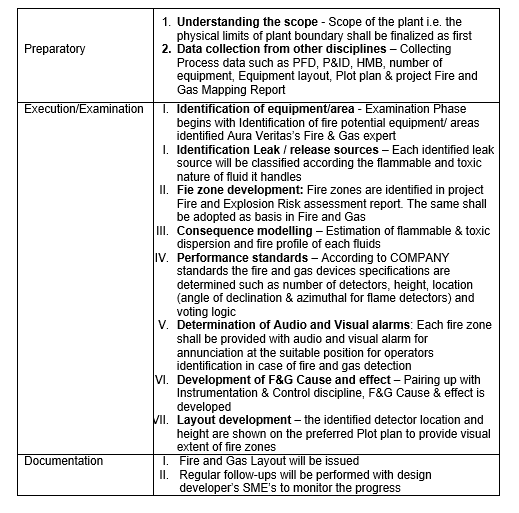 1. Understanding the scope - Scope of the plant i.e. the
physical limits of plant boundary shall be finalized as first
Preparatory
2. Data collection from other disciplines – Collecting
Process data such as PFD, P&ID, HMB, number of
equipment, Equipment layout, Plot plan & project Fire and
Gas Mapping Report
Execution/Examination
I. Identification of equipment/area - Examination Phase
begins with Identification of fire potential equipment/ areas
identified Aura Veritas's Fire & Gas expert
I. Identification Leak / release sources – Each identified leak
source will be classified according the flammable and toxic
nature of fluid it handles
II. Fie zone development: Fire zones are identified in project
Fire and Explosion Risk assessment report. The same shall
be adopted as basis in Fire and Gas
III. Consequence modelling – Estimation of flammable & toxic
dispersion and fire profile of each fluids
IV. Performance standards – According to COMPANY
standards the fire and gas devices specifications are
determined such as number of detectors, height, location
(angle of declination & azimuthal for flame detectors) and
voting logic
V. Determination of Audio and Visual alarms: Each fire zone
shall be provided with audio and visual alarm for
annunciation at the suitable position for operators
identification in case of fire and gas detection
VI. Development of F&G Cause and effect – Pairing up with
Instrumentation & Control discipline, F&G Cause & effect is
developed
VII. Layout development – the identified detector location and
height are shown on the preferred Plot plan to provide visual
extent of fire zones
Documentation
I. Fire and Gas Layout will be issued
II. Regular follow-ups will be performed with design
developer's SME's to monitor the progress